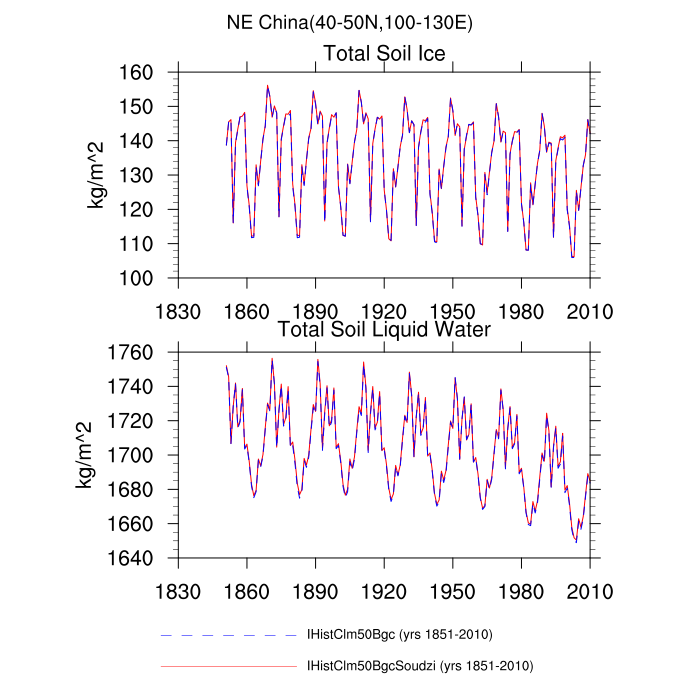 NE China(40-50N,100-130E)
Total Soil Ice
kg/m^2
160
150
140
130
120
110
100
1830 1860 1890 1920 1950 1980 2010
Total Soil Liquid Water
kg/m^2
1760
1740
1720
1700
1680
1660
1640
1830 1860 1890 1920 1950 1980 2010
IHistClm50Bgc (yrs 1851-2010)
IHistClm50BgcSoudzi (yrs 1851-2010)